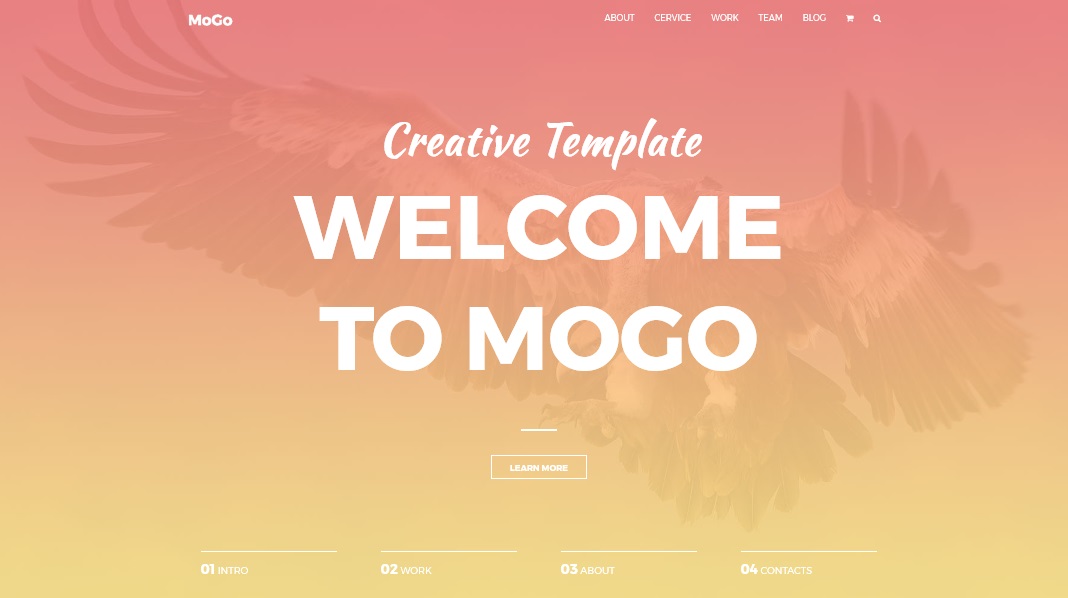 MoGo
ABOUT CERVICE WORK TEAM BLOG
Creative Template
WELCOME
TO MOGO
LEARN MORE
01 INTRO
02 WORK
03 ABOUT
04 CONTACTS